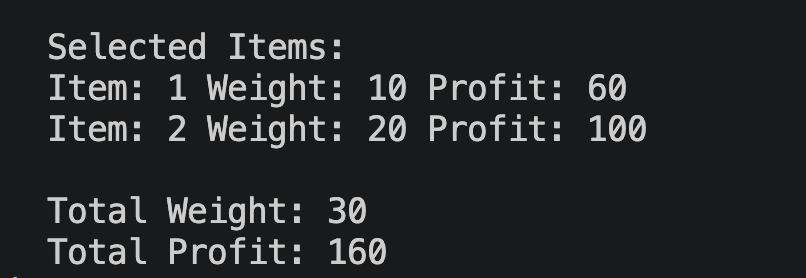 Selected Items:
Item: 1 Weight: 10 Profit: 60
Item: 2 Weight: 20 Profit: 100
Total Weight: 30
Total Profit: 160